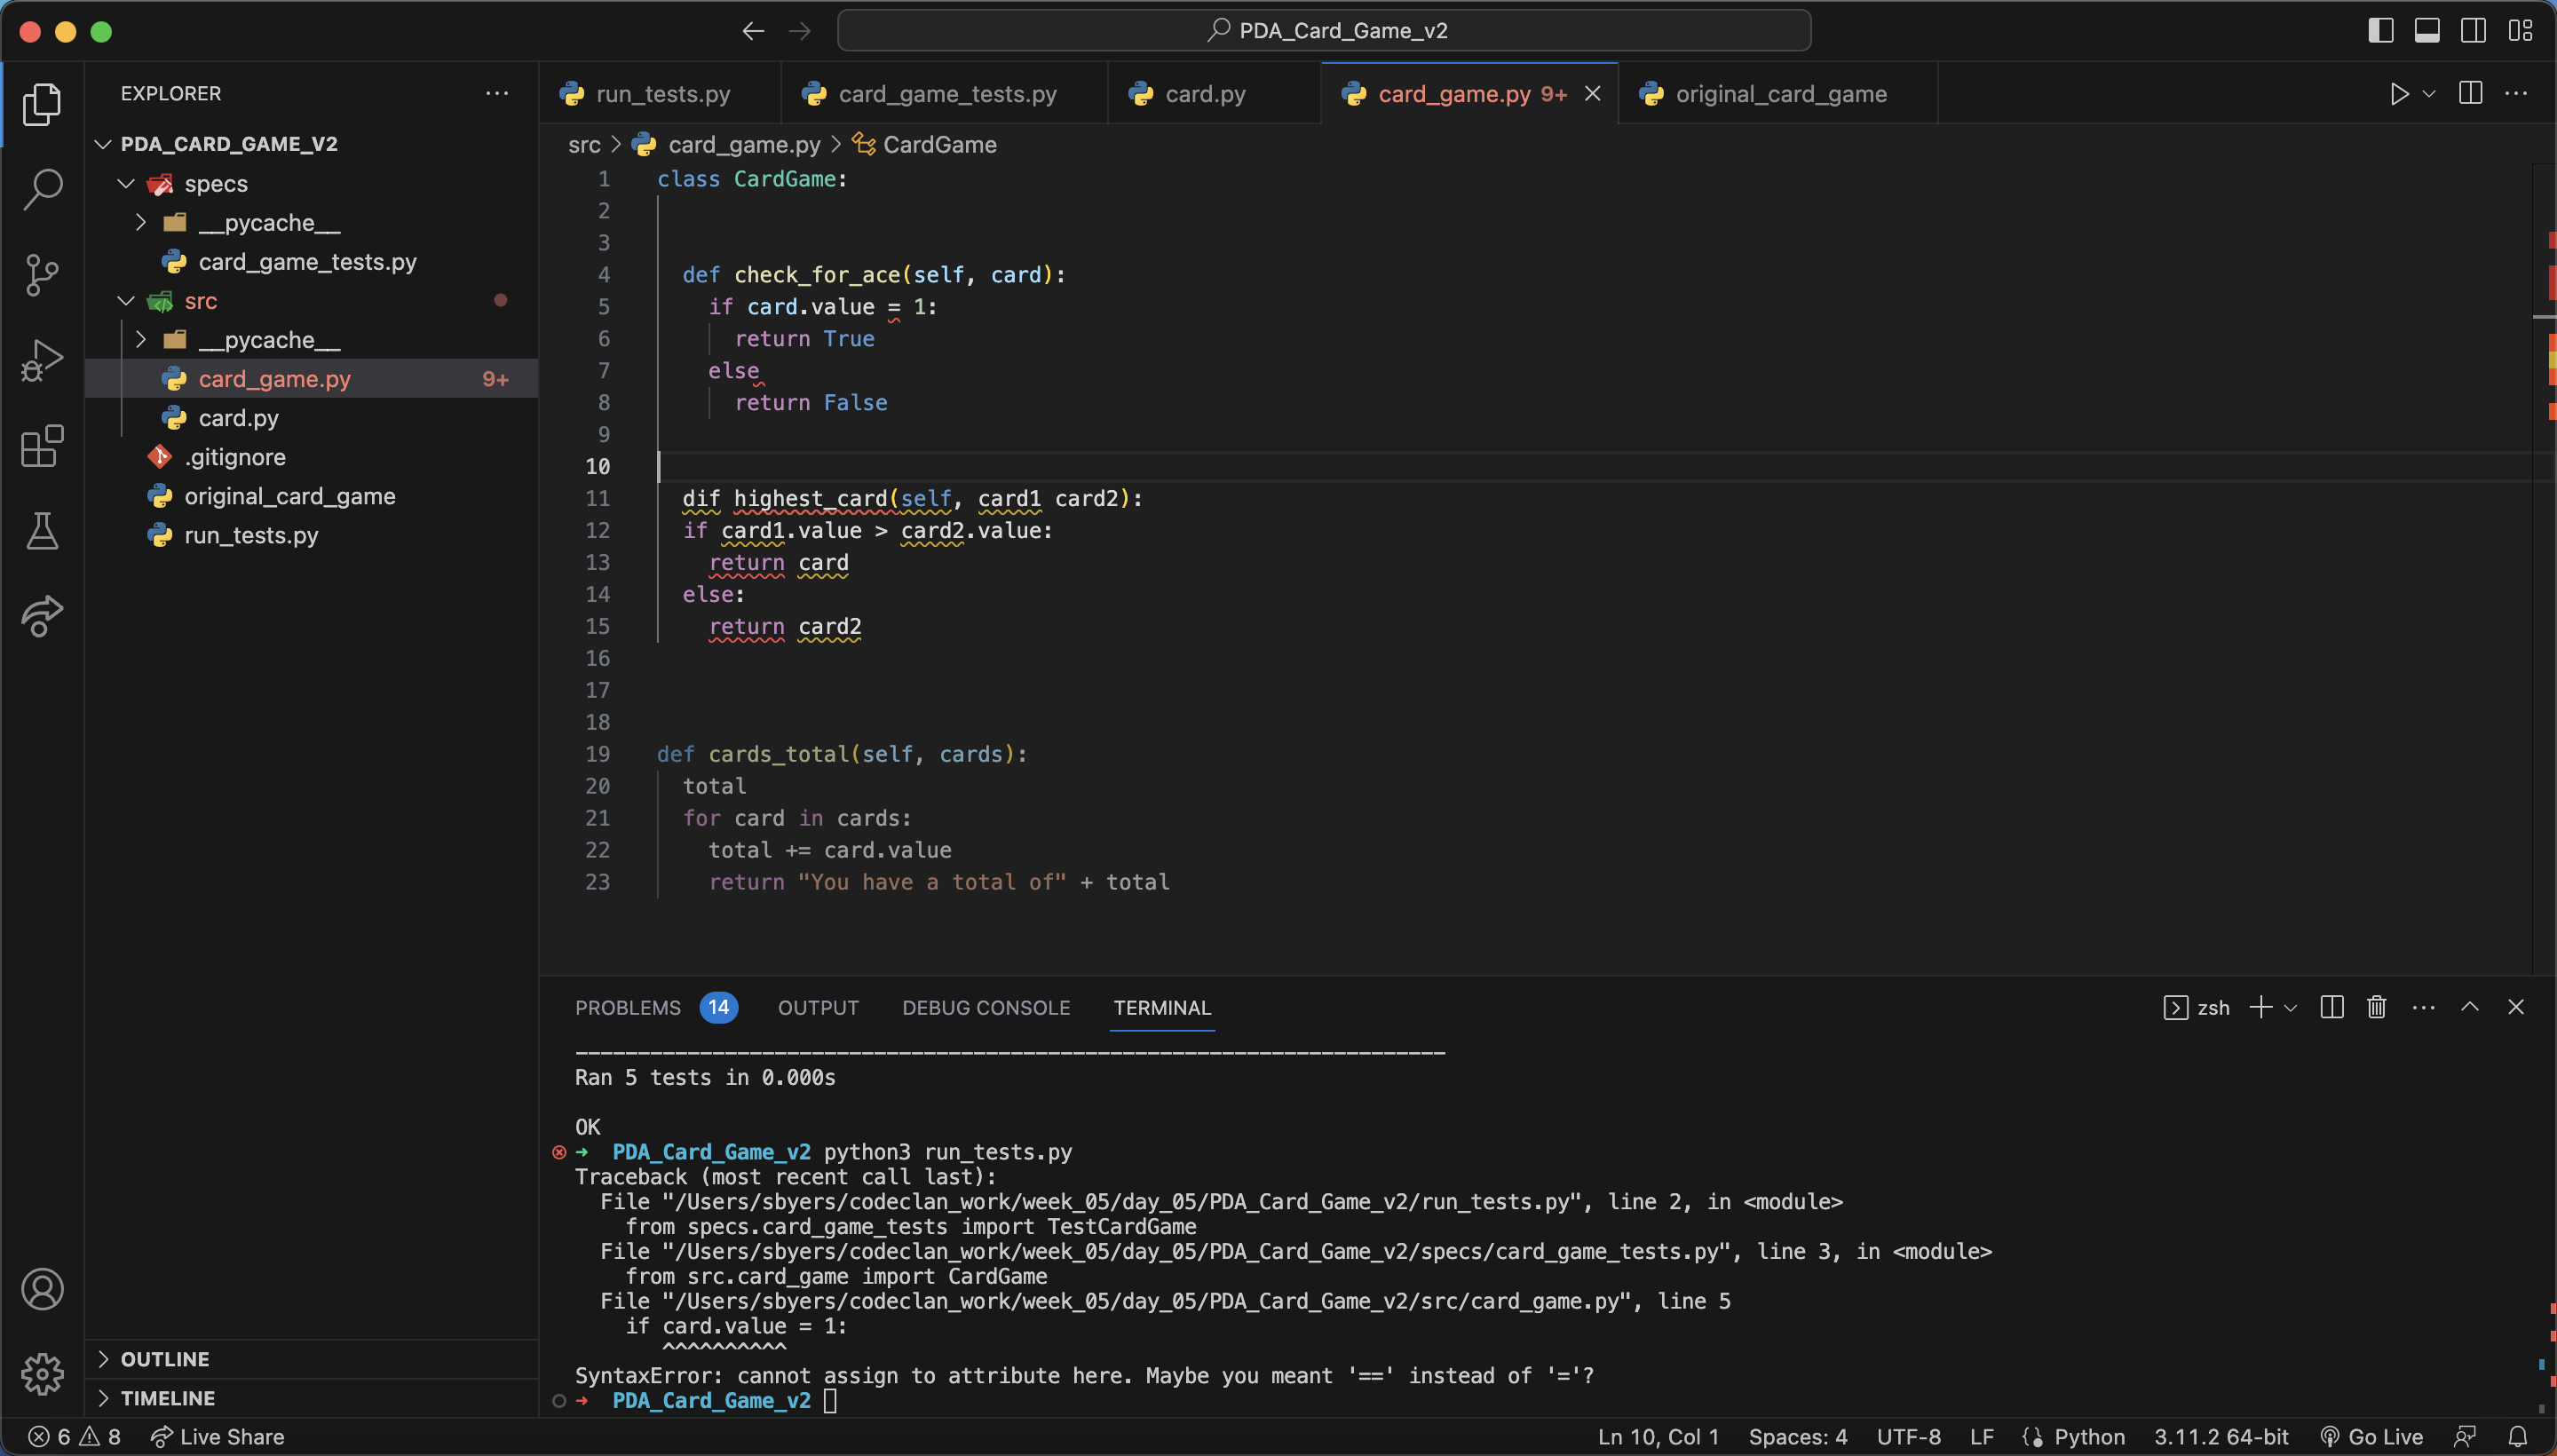 PDA_Card_Game_v2
EXPLORER
PDA_CARD_GAME_V2
specs
__pycache__
card_game_tests.py
src
__pycache__
card_game.py 9+
card.py
.gitignore
original_card_game
run_tests.py
OUTLINE
TIMELINE
run_tests.py card_game_tests.py card.py card_game.py 9+ original_card_game
src > card_game.py > CardGame
1 class CardGame:
2
3
4 def check_for_ace(self, card):
5 if card.value = 1:
6 return True
7 else
8 return False
9
10
11 dif highest_card(self, card1 card2):
12 if card1.value > card2.value:
13 return card
14 else:
15 return card2
16
17
18
19 def cards_total(self, cards):
20 total
21 for card in cards:
22 total += card.value
23 return "You have a total of" + total
PROBLEMS 14 OUTPUT DEBUG CONSOLE TERMINAL zsh
----------------------------------------------------------------------
Ran 5 tests in 0.000s
OK
➜ PDA_Card_Game_v2 python3 run_tests.py
Traceback (most recent call last):
File "/Users/sbyers/codeclan_work/week_05/day_05/PDA_Card_Game_v2/run_tests.py", line 2, in <module>
from specs.card_game_tests import TestCardGame
File "/Users/sbyers/codeclan_work/week_05/day_05/PDA_Card_Game_v2/specs/card_game_tests.py", line 3, in <module>
from src.card_game import CardGame
File "/Users/sbyers/codeclan_work/week_05/day_05/PDA_Card_Game_v2/src/card_game.py", line 5
if card.value = 1:
^^^^^^^^^^
SyntaxError: cannot assign to attribute here. Maybe you meant '==' instead of '='?
➜ PDA_Card_Game_v2
6 8 Live Share Ln 10, Col 1 Spaces: 4 UTF-8 LF Python 3.11.2 64-bit Go Live